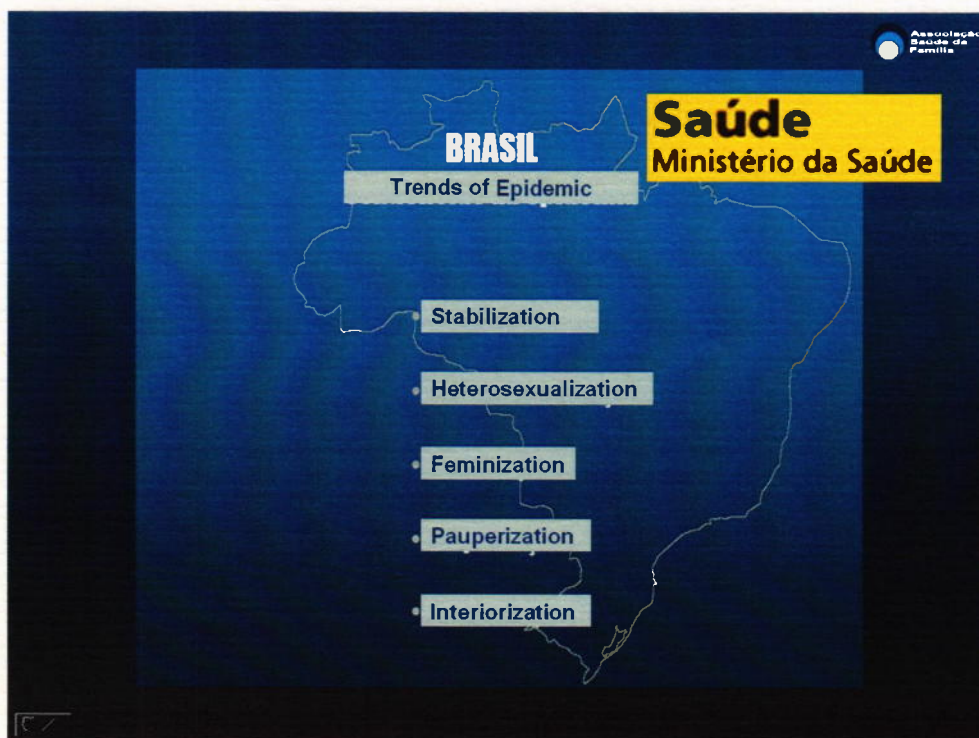 Associação
Saúde da
Família
Saúde
Ministério da Saúde
BRASIL
Trends of Epidemic
Stabilization
Heterosexualization
Feminization
Pauperization
Interiorization